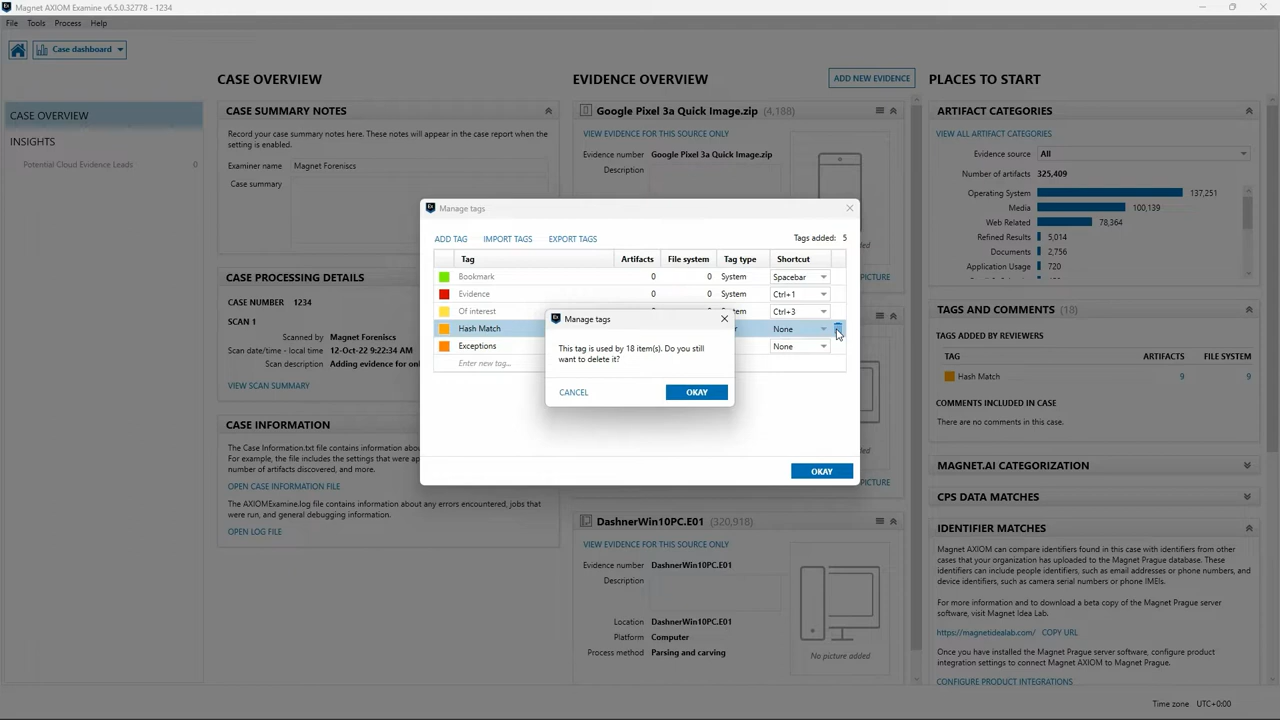 Magnet AXIOM Examine v6.5.0.32778 - 1234
File Tools Process Help
Case dashboard
CASE OVERVIEW
INSIGHTS
Potential Cloud Evidence Leads 0
CASE OVERVIEW
CASE SUMMARY NOTES
Record your case summary notes here. These notes will appear in the case report when the
setting is enabled.
Examiner name Magnet Foreniscs
Case summary
CASE PROCESSING DETAILS
CASE NUMBER 1234
SCAN 1
Scanned by Magnet Foreniscs
Scan date/time - local time 12-Oct-22 9:22:34 AM
Scan description Adding evidence for on
VIEW SCAN SUMMARY
CASE INFORMATION
The Case Information.txt file contains information abou
For example, the file includes the settings that were ap
number of artifacts discovered, and more.
OPEN CASE INFORMATION FILE
The AXIOMExamine.log file contains information about any errors encountered, jobs that
were run, and general debugging information.
OPEN LOG FILE
EVIDENCE OVERVIEW
ADD NEW EVIDENCE
Google Pixel 3a Quick Image.zip (4,188)
VIEW EVIDENCE FOR THIS SOURCE ONLY
Evidence number Google Pixel 3a Quick Image.zip
Description
Manage tags
ADD TAG IMPORT TAGS EXPORT TAGS Tags added: 5
Tag Artifacts File system Tag type Shortcut
Bookmark 0 0 System Spacebar
Evidence 0 0 System Ctrl+1
Of interest Ctrl+3
Hash Match None
Exceptions None
Enter new tag...
OKAY
Manage tags
This tag is used by 18 item(s). Do you still
want to delete it?
CANCEL OKAY
DashnerWin10PC.E01 (320,918)
VIEW EVIDENCE FOR THIS SOURCE ONLY
Evidence number DashnerWin10PC.E01
Description
Location DashnerWin10PC.E01
Platform Computer
Process method Parsing and carving
No picture added
PLACES TO START
ARTIFACT CATEGORIES
VIEW ALL ARTIFACT CATEGORIES
Evidence source All
Number of artifacts 325,409
Operating System 137,251
Media 100,139
Web Related 78,364
Refined Results 5,014
Documents 2,756
Application Usage 720
TAGS AND COMMENTS (18)
TAGS ADDED BY REVIEWERS
TAG ARTIFACTS FILE SYSTEM
Hash Match 9 9
COMMENTS INCLUDED IN CASE
There are no comments in this case.
MAGNET.AI CATEGORIZATION
CPS DATA MATCHES
IDENTIFIER MATCHES
Magnet AXIOM can compare identifiers found in this case with identifiers from other
cases that your organization has uploaded to the Magnet Prague database. These
identifiers can include people identifiers, such as email addresses or phone numbers, and
device identifiers, such as camera serial numbers or phone IMEIs.
For more information and to download a beta copy of the Magnet Prague server
software, visit Magnet Idea Lab.
https://magnetidealab.com/ COPY URL
Once you have installed the Magnet Prague server software, configure product
integration settings to connect Magnet AXIOM to Magnet Prague.
CONFIGURE PRODUCT INTEGRATIONS
Time zone UTC+0:00